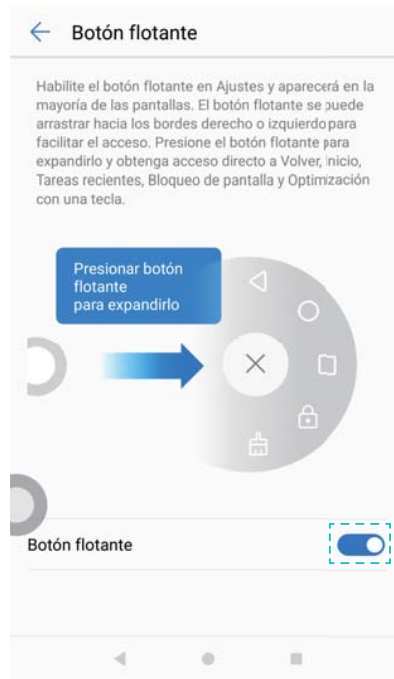 Botón flotante
Habilite el botón flotante en Ajustes y aparecerá en la
mayoría de las pantallas. El botón flotante se puede
arrastrar hacia los bordes derecho o izquierdo para
facilitar el acceso. Presione el botón flotante para
expandirlo y obtenga acceso directo a Volver, Inicio,
Tareas recientes, Bloqueo de pantalla y Optimización
con una tecla.
Presionar botón
flotante
para expandirlo
Botón flotante